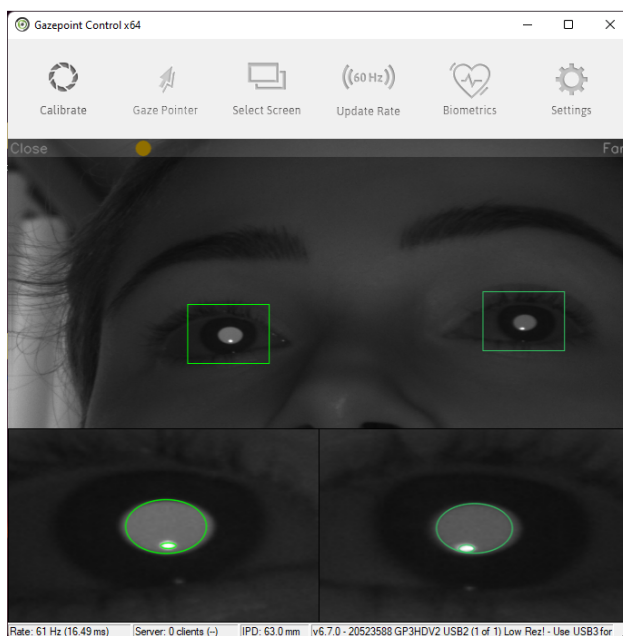 Gazepoint Control x64
Calibrate Gaze Pointer Select Screen ((60 Hz)) Update Rate Biometrics Settings
Close Far
Rate: 61 Hz (16.49 ms) Server: 0 clients (--) IPD: 63.0 mm v6.7.0 - 20523588 GP3HDV2 USB2 (1 of 1) Low Rez! - Use USB3 for